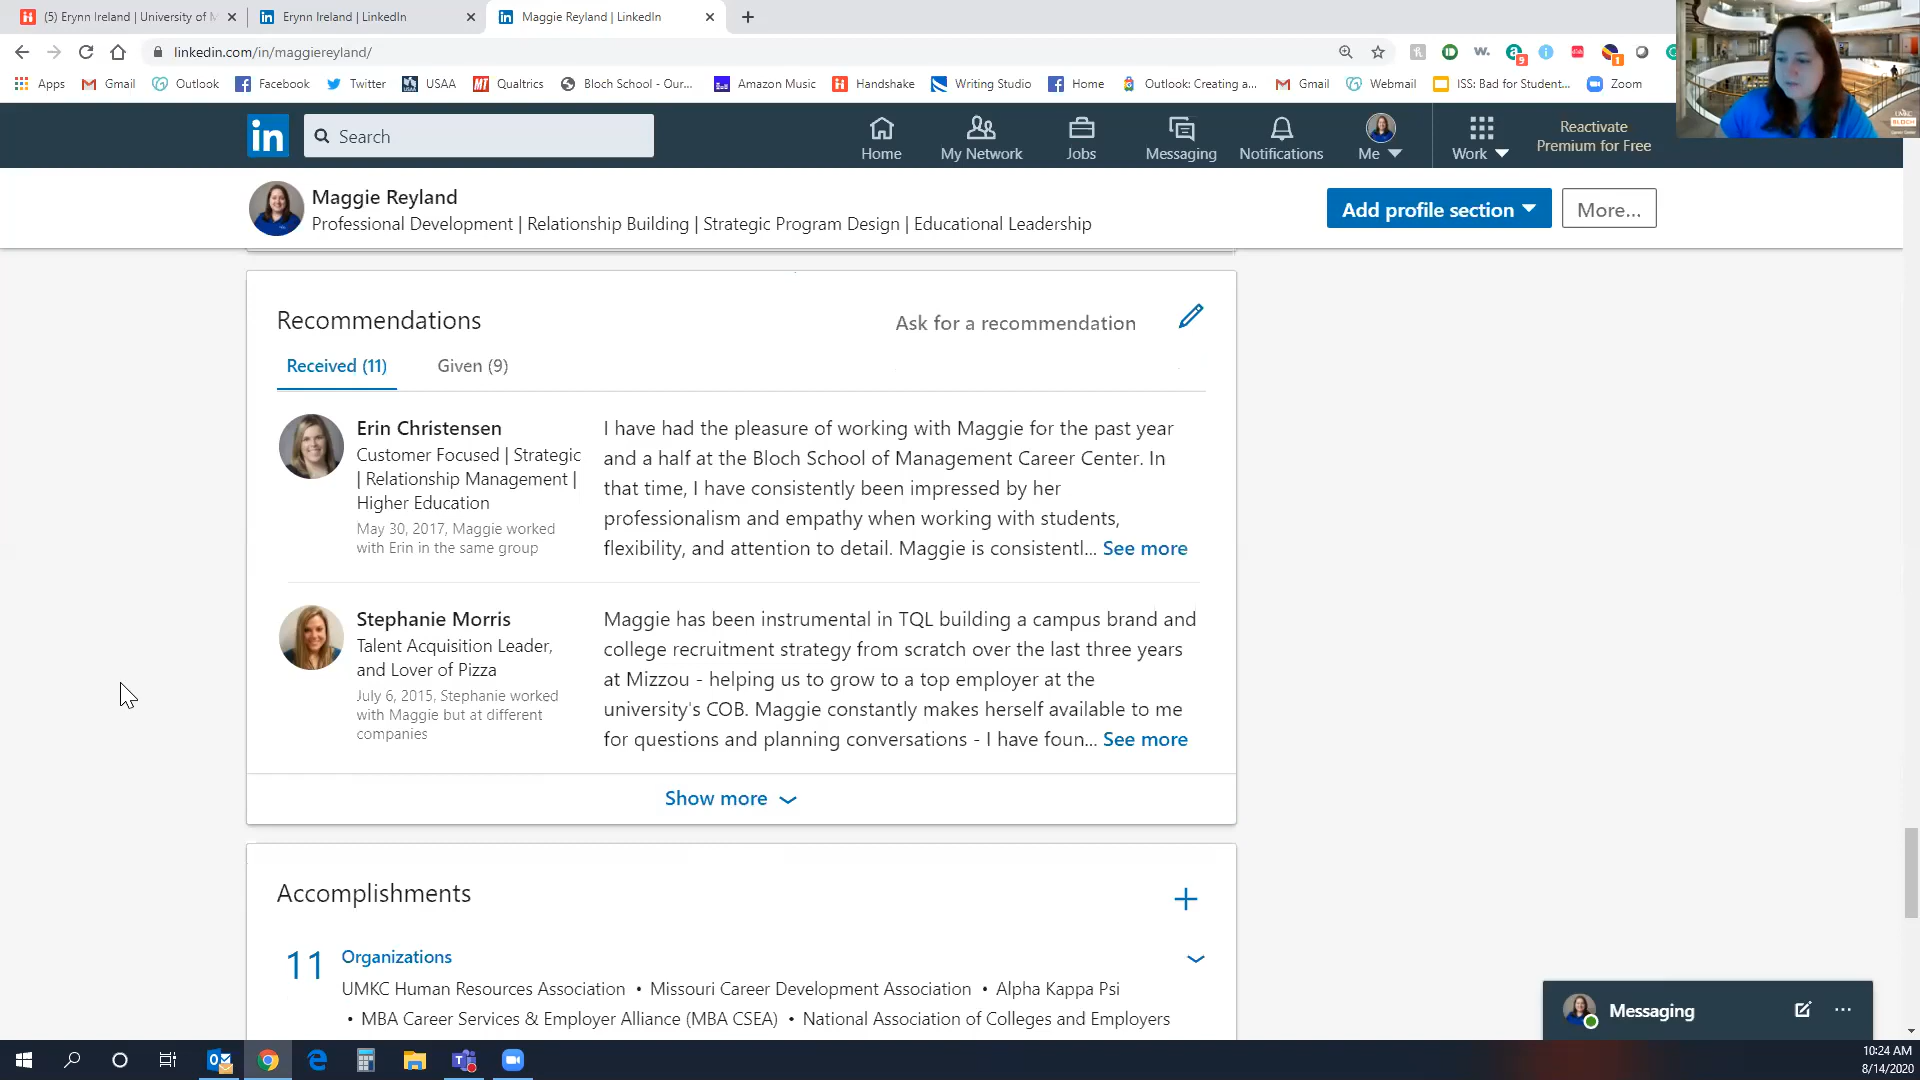 (5) Erynn Ireland | University of M
Erynn Ireland | LinkedIn
Maggie Reyland | LinkedIn
linkedin.com/in/maggiereyland/
Apps Gmail Outlook Facebook Twitter USAA Qualtrics Bloch School - Our... Amazon Music Handshake Writing Studio Home Outlook: Creating a... Gmail Webmail ISS: Bad for Student... Zoom
in Search
Home My Network Jobs Messaging Notifications Me Work
Reactivate
Premium for Free
Maggie Reyland
Professional Development | Relationship Building | Strategic Program Design | Educational Leadership
Add profile section More...
Recommendations
Ask for a recommendation
Received (11) Given (9)
Erin Christensen
Customer Focused | Strategic
| Relationship Management |
Higher Education
May 30, 2017, Maggie worked
with Erin in the same group
I have had the pleasure of working with Maggie for the past year
and a half at the Bloch School of Management Career Center. In
that time, I have consistently been impressed by her
professionalism and empathy when working with students,
flexibility, and attention to detail. Maggie is consistentl... See more
Stephanie Morris
Talent Acquisition Leader,
and Lover of Pizza
July 6, 2015, Stephanie worked
with Maggie but at different
companies
Maggie has been instrumental in TQL building a campus brand and
college recruitment strategy from scratch over the last three years
at Mizzou - helping us to grow to a top employer at the
university's COB. Maggie constantly makes herself available to me
for questions and planning conversations - I have foun... See more
Show more
Accomplishments
11 Organizations
UMKC Human Resources Association • Missouri Career Development Association • Alpha Kappa Psi
• MBA Career Services & Employer Alliance (MBA CSEA) • National Association of Colleges and Employers
Messaging
10:24 AM
8/14/2020